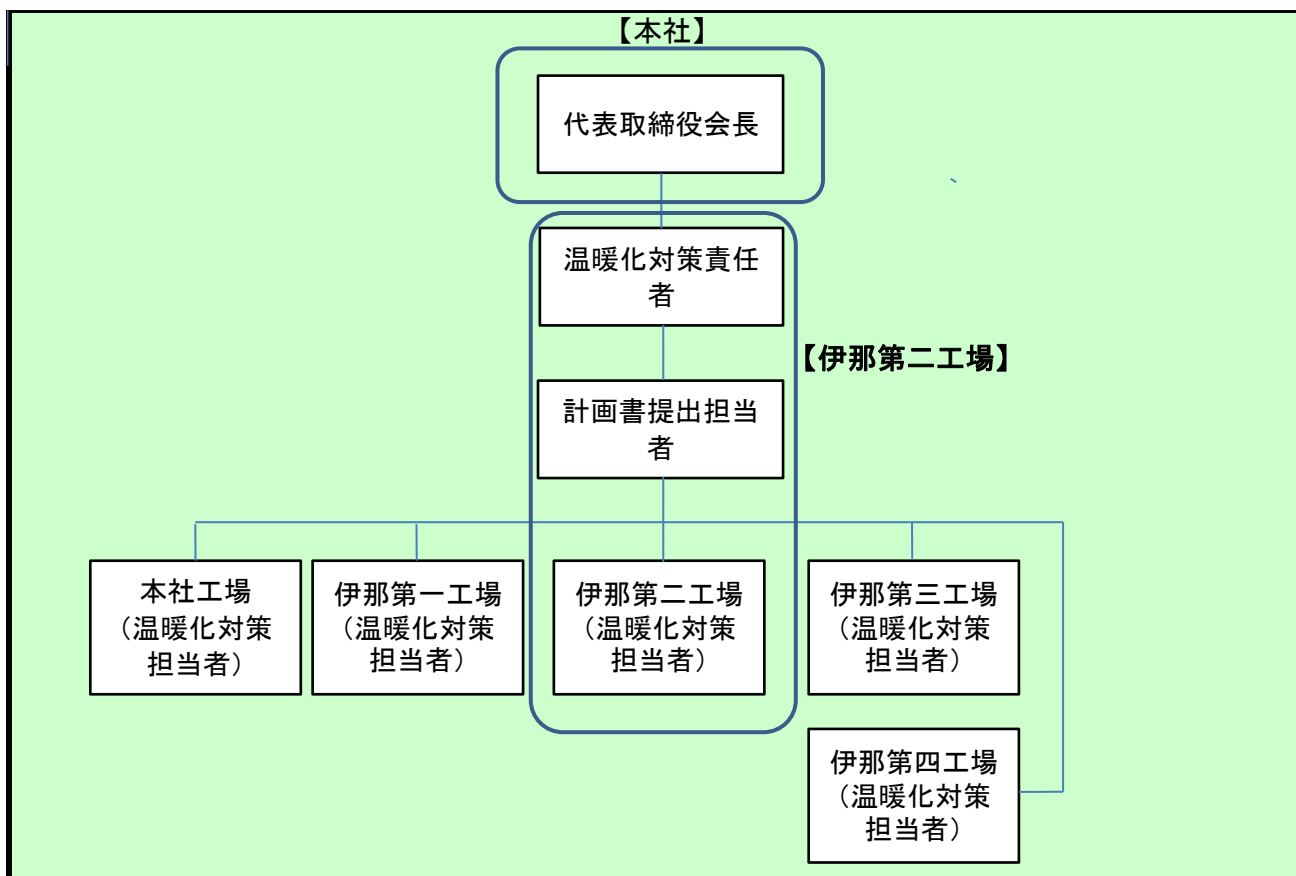 【本社】
代表取締役会長
温暖化対策責任
者
【伊那第二工場】
計画書提出担当
者
本社工場
（温暖化対策
担当者）
伊那第一工場
（温暖化対策
担当者）
伊那第二工場
（温暖化対策
担当者）
伊那第三工場
（温暖化対策
担当者）
伊那第四工場
（温暖化対策
担当者）